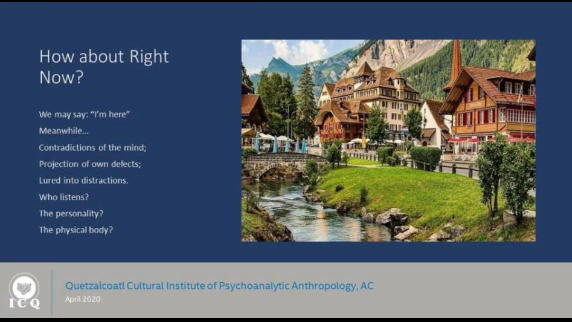 How about Right
Now?
We may say: “I’m here”
Meanwhile…
Contradictions of the mind;
Projection of own defects;
Lured into distractions.
Who listens?
The personality?
The physical body?
Quetzalcoatl Cultural Institute of Psychoanalytic Anthropology, AC
April 2020
ICQ